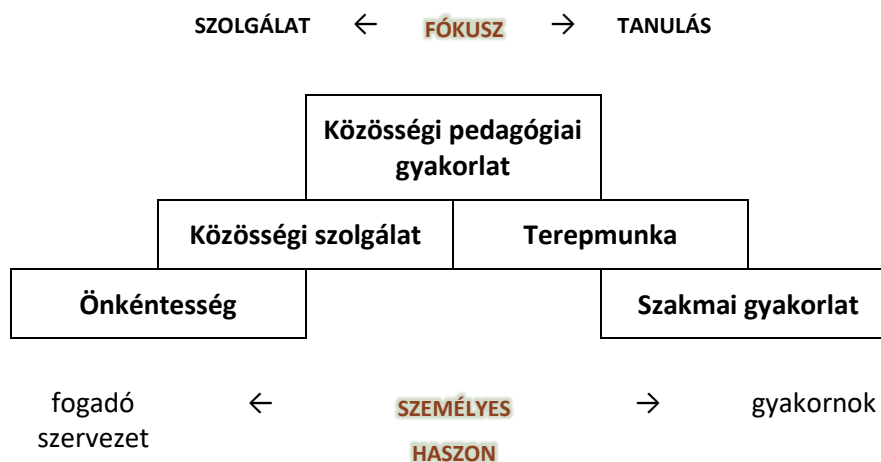 SZOLGÁLAT ← FÓKUSZ → TANULÁS
Közösségi pedagógiai
gyakorlat
Közösségi szolgálat Terepmunka
Önkéntesség Szakmai gyakorlat
fogadó ← SZEMÉLYES → gyakornok
szervezet
HASZON